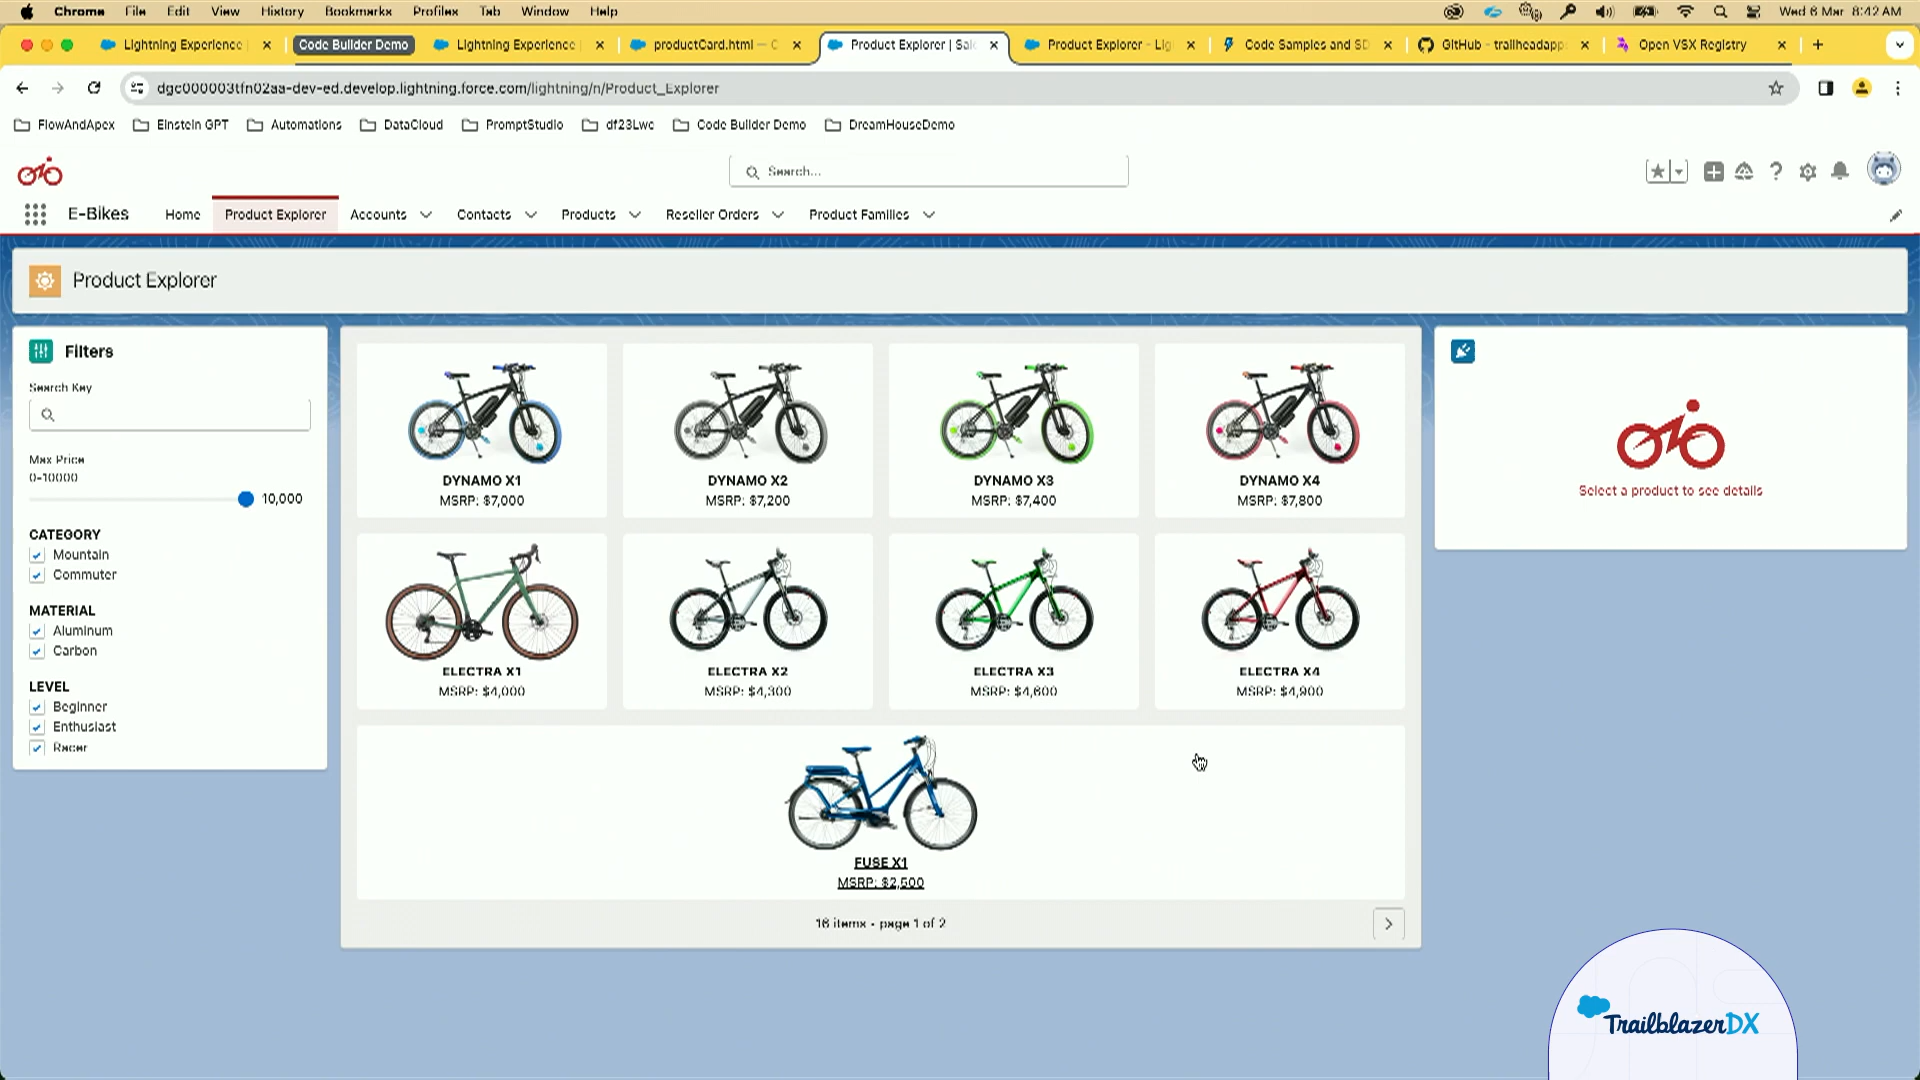 Chrome File Edit View History Bookmarks Profiles Tab Window Help Wed 6 Mar 8:42 AM
Lightning Experience Code Builder Demo Lightning Experience productCard.html — C Product Explorer | Sal Product Explorer - Lig Code Samples and SD GitHub - trailheadapp Open VSX Registry
dgc000003tfn02aa-dev-ed.develop.lightning.force.com/lightning/n/Product_Explorer
FlowAndApex Einstein GPT Automations DataCloud PromptStudio df23Lwc Code Builder Demo DreamHouseDemo
Search...
E-Bikes Home Product Explorer Accounts Contacts Products Reseller Orders Product Families
Product Explorer
Filters
Search Key
Max Price
0-10000
10,000
CATEGORY
Mountain
Commuter
MATERIAL
Aluminum
Carbon
LEVEL
Beginner
Enthusiast
Racer
DYNAMO X1
MSRP: $7,000
DYNAMO X2
MSRP: $7,200
DYNAMO X3
MSRP: $7,400
DYNAMO X4
MSRP: $7,800
ELECTRA X1
MSRP: $4,000
ELECTRA X2
MSRP: $4,300
ELECTRA X3
MSRP: $4,600
ELECTRA X4
MSRP: $4,900
FUSE X1
MSRP: $2,500
16 items - page 1 of 2
Select a product to see details
TrailblazerDX